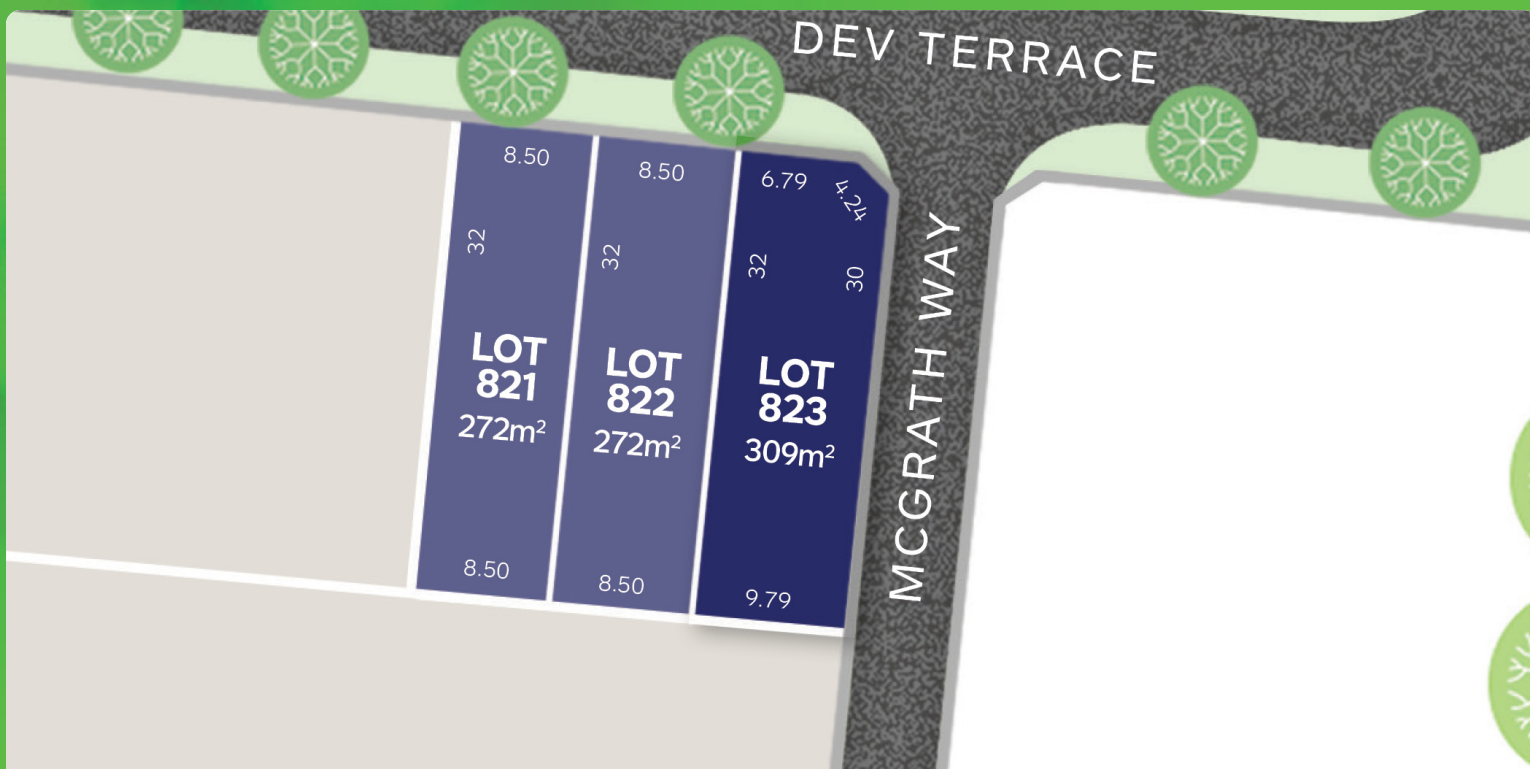 DEV TERRACE
8.50
32
LOT
821
272m²
8.50
8.50
32
LOT
822
272m²
8.50
6.79
4.24
32
30
LOT
823
309m²
9.79
MCGRATH WAY